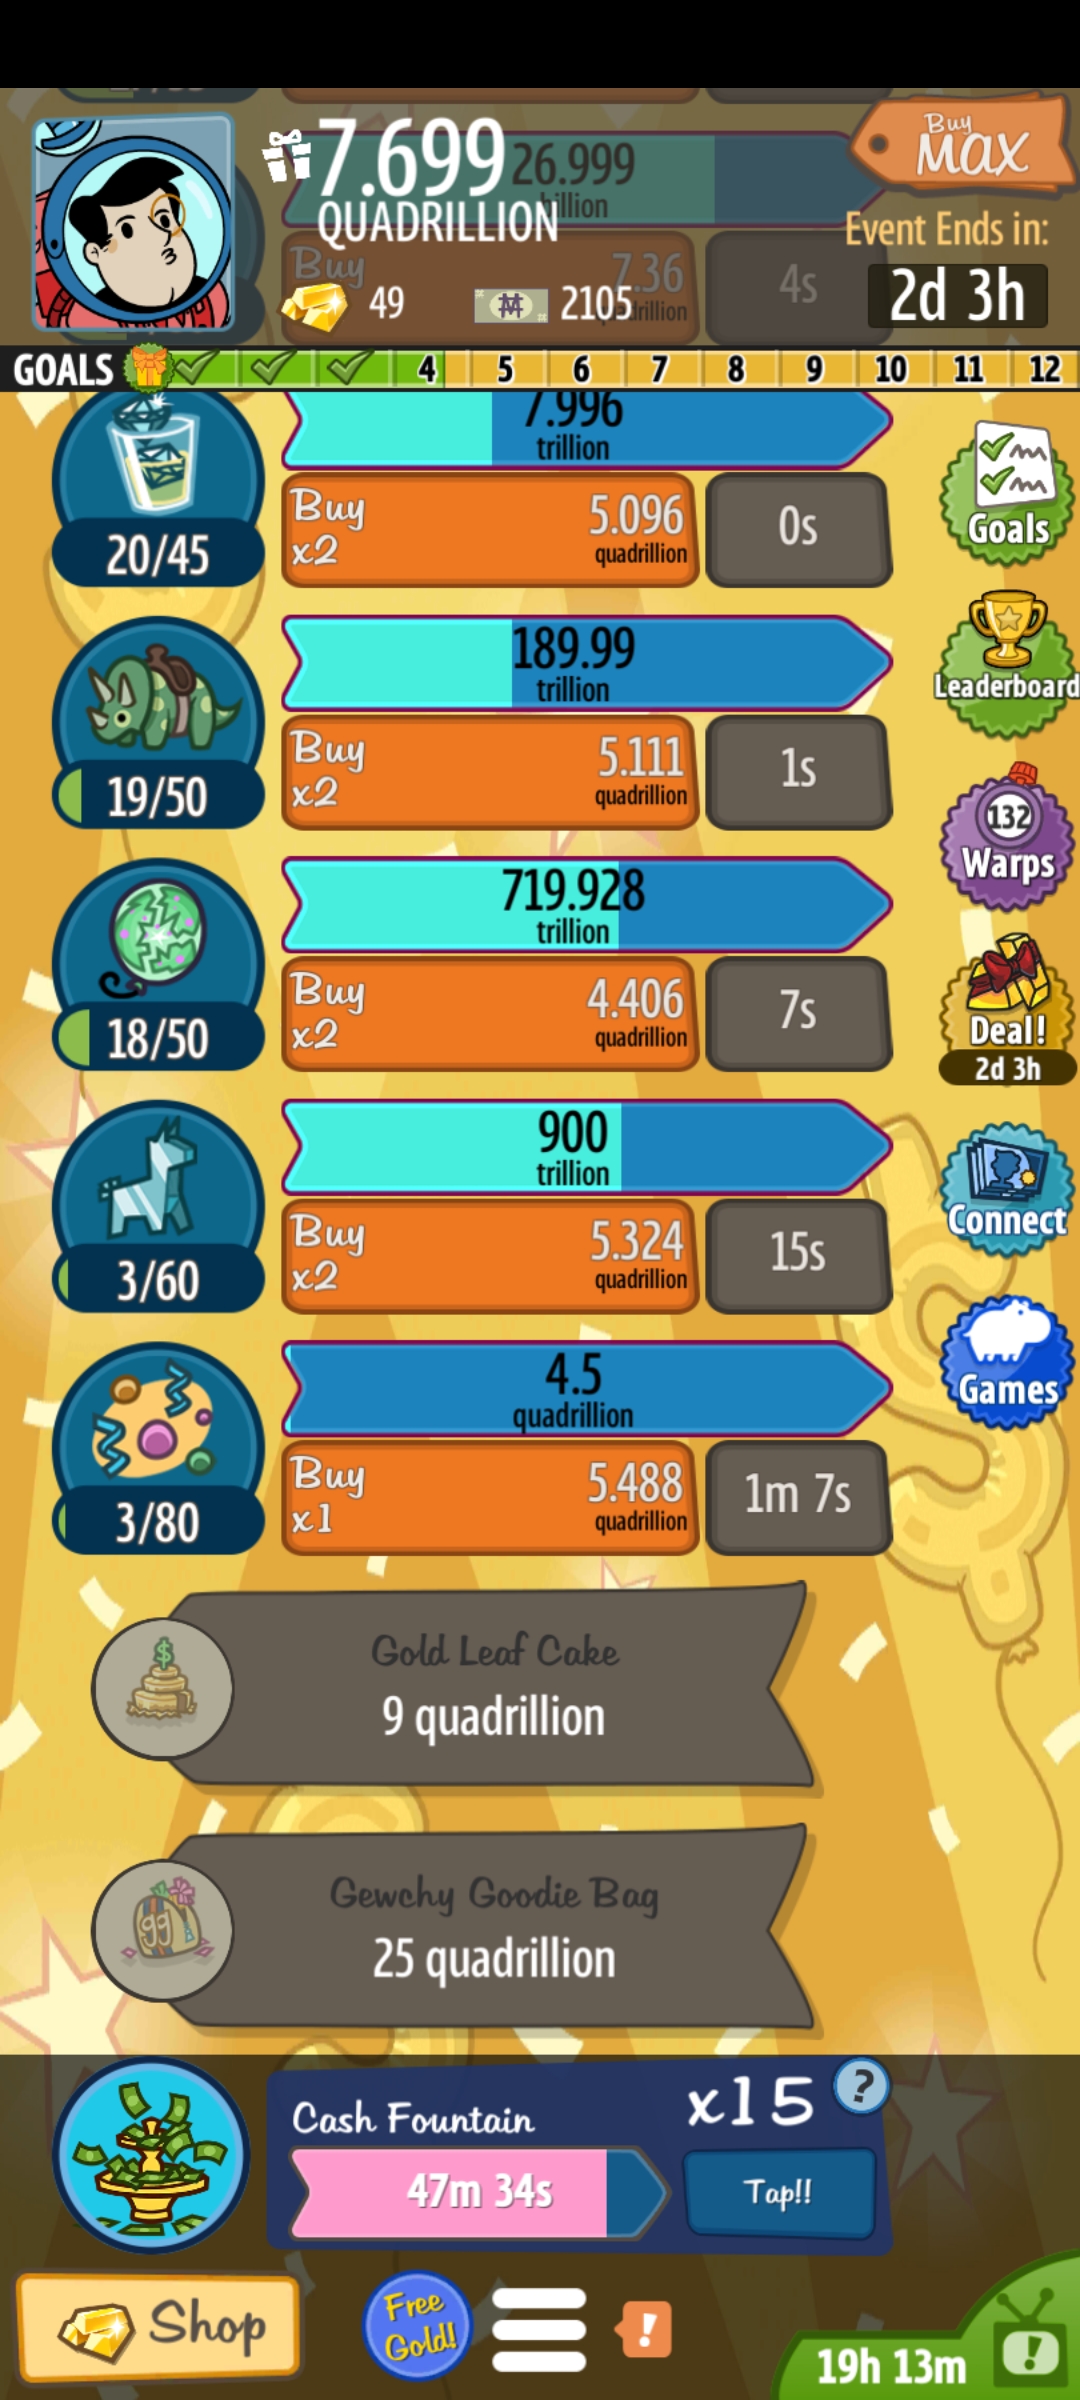 Buy
MAX
7.699
QUADRILLION
26.999
billion
Event Ends in:
2d 3h
Buy
7.36
quadrillion
4s
49
2105
GOALS 4 5 6 7 8 9 10 11 12
7.996
trillion
20/45
Buy
x2
5.096
quadrillion
0s
Goals
189.99
trillion
19/50
Buy
x2
5.111
quadrillion
1s
Leaderboard
719.928
trillion
18/50
Buy
x2
4.406
quadrillion
7s
132
Warps
Deal!
2d 3h
900
trillion
3/60
Buy
x2
5.324
quadrillion
15s
Connect
4.5
quadrillion
3/80
Buy
x1
5.488
quadrillion
1m 7s
Games
$
Gold Leaf Cake
9 quadrillion
gg
Gewchy Goodie Bag
25 quadrillion
Cash Fountain
x15
?
47m 34s
Tap!!
Shop
Free
Gold!
!
19h 13m
!